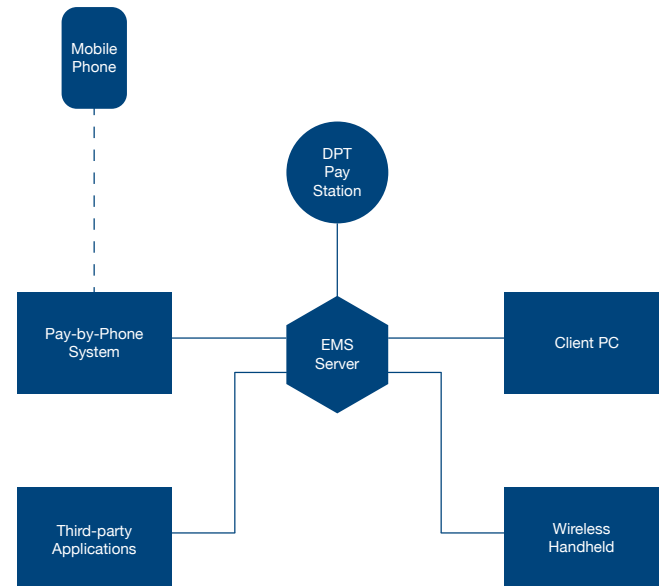 Mobile
Phone
DPT
Pay
Station
Pay-by-Phone
System
EMS
Server
Client PC
Third-party
Applications
Wireless
Handheld